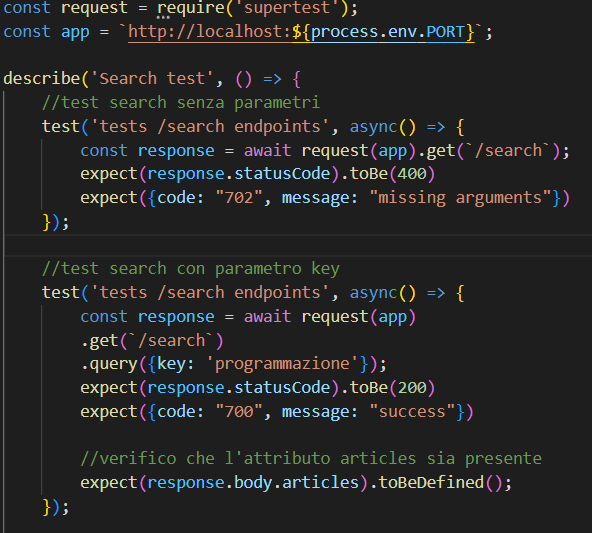 const request = require('supertest');
const app = `http://localhost:${process.env.PORT}`;
describe('Search test', () => {
//test search senza parametri
test('tests /search endpoints', async() => {
const response = await request(app).get(`/search`);
expect(response.statusCode).toBe(400)
expect({code: "702", message: "missing arguments"})
});
//test search con parametro key
test('tests /search endpoints', async() => {
const response = await request(app)
.get(`/search`)
.query({key: 'programmazione'});
expect(response.statusCode).toBe(200)
expect({code: "700", message: "success"})
//verifico che l'attributo articles sia presente
expect(response.body.articles).toBeDefined();
});